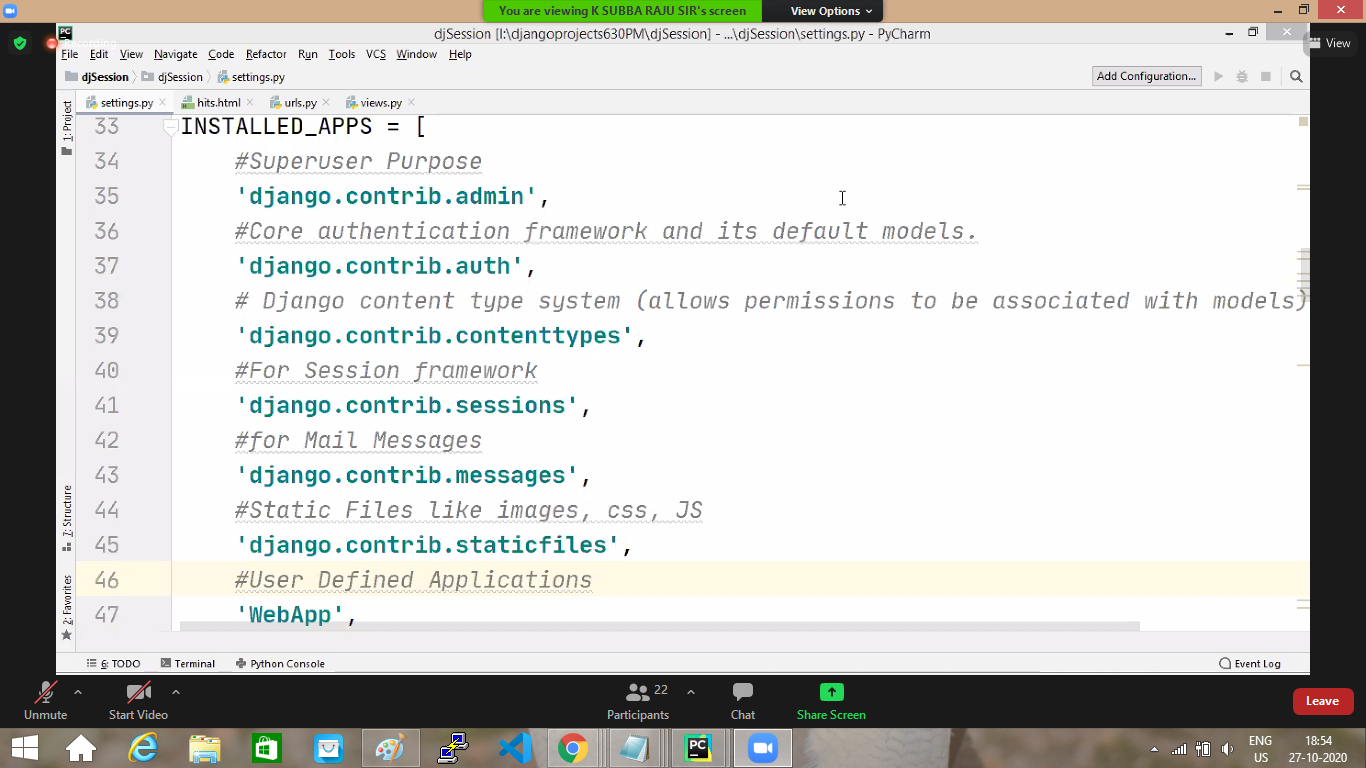 You are viewing K SUBBA RAJU SIR's screen
View Options
djSession [I:\djangoprojects630PM\djSession] - ...\djSession\settings.py - PyCharm
Recording
View
File Edit View Navigate Code Refactor Run Tools VCS Window Help
djSession djSession settings.py
Add Configuration...
settings.py hits.html urls.py views.py
1: Project
33 INSTALLED_APPS = [
34 #Superuser Purpose
35 'django.contrib.admin',
36 #Core authentication framework and its default models.
37 'django.contrib.auth',
38 # Django content type system (allows permissions to be associated with models)
39 'django.contrib.contenttypes',
40 #For Session framework
41 'django.contrib.sessions',
42 #for Mail Messages
43 'django.contrib.messages',
44 #Static Files like images, css, JS
45 'django.contrib.staticfiles',
46 #User Defined Applications
47 'WebApp',
7: Structure
2: Favorites
6: TODO Terminal Python Console Event Log
22
Unmute Start Video Participants Chat Share Screen Leave
PC
ENG 18:54
US 27-10-2020